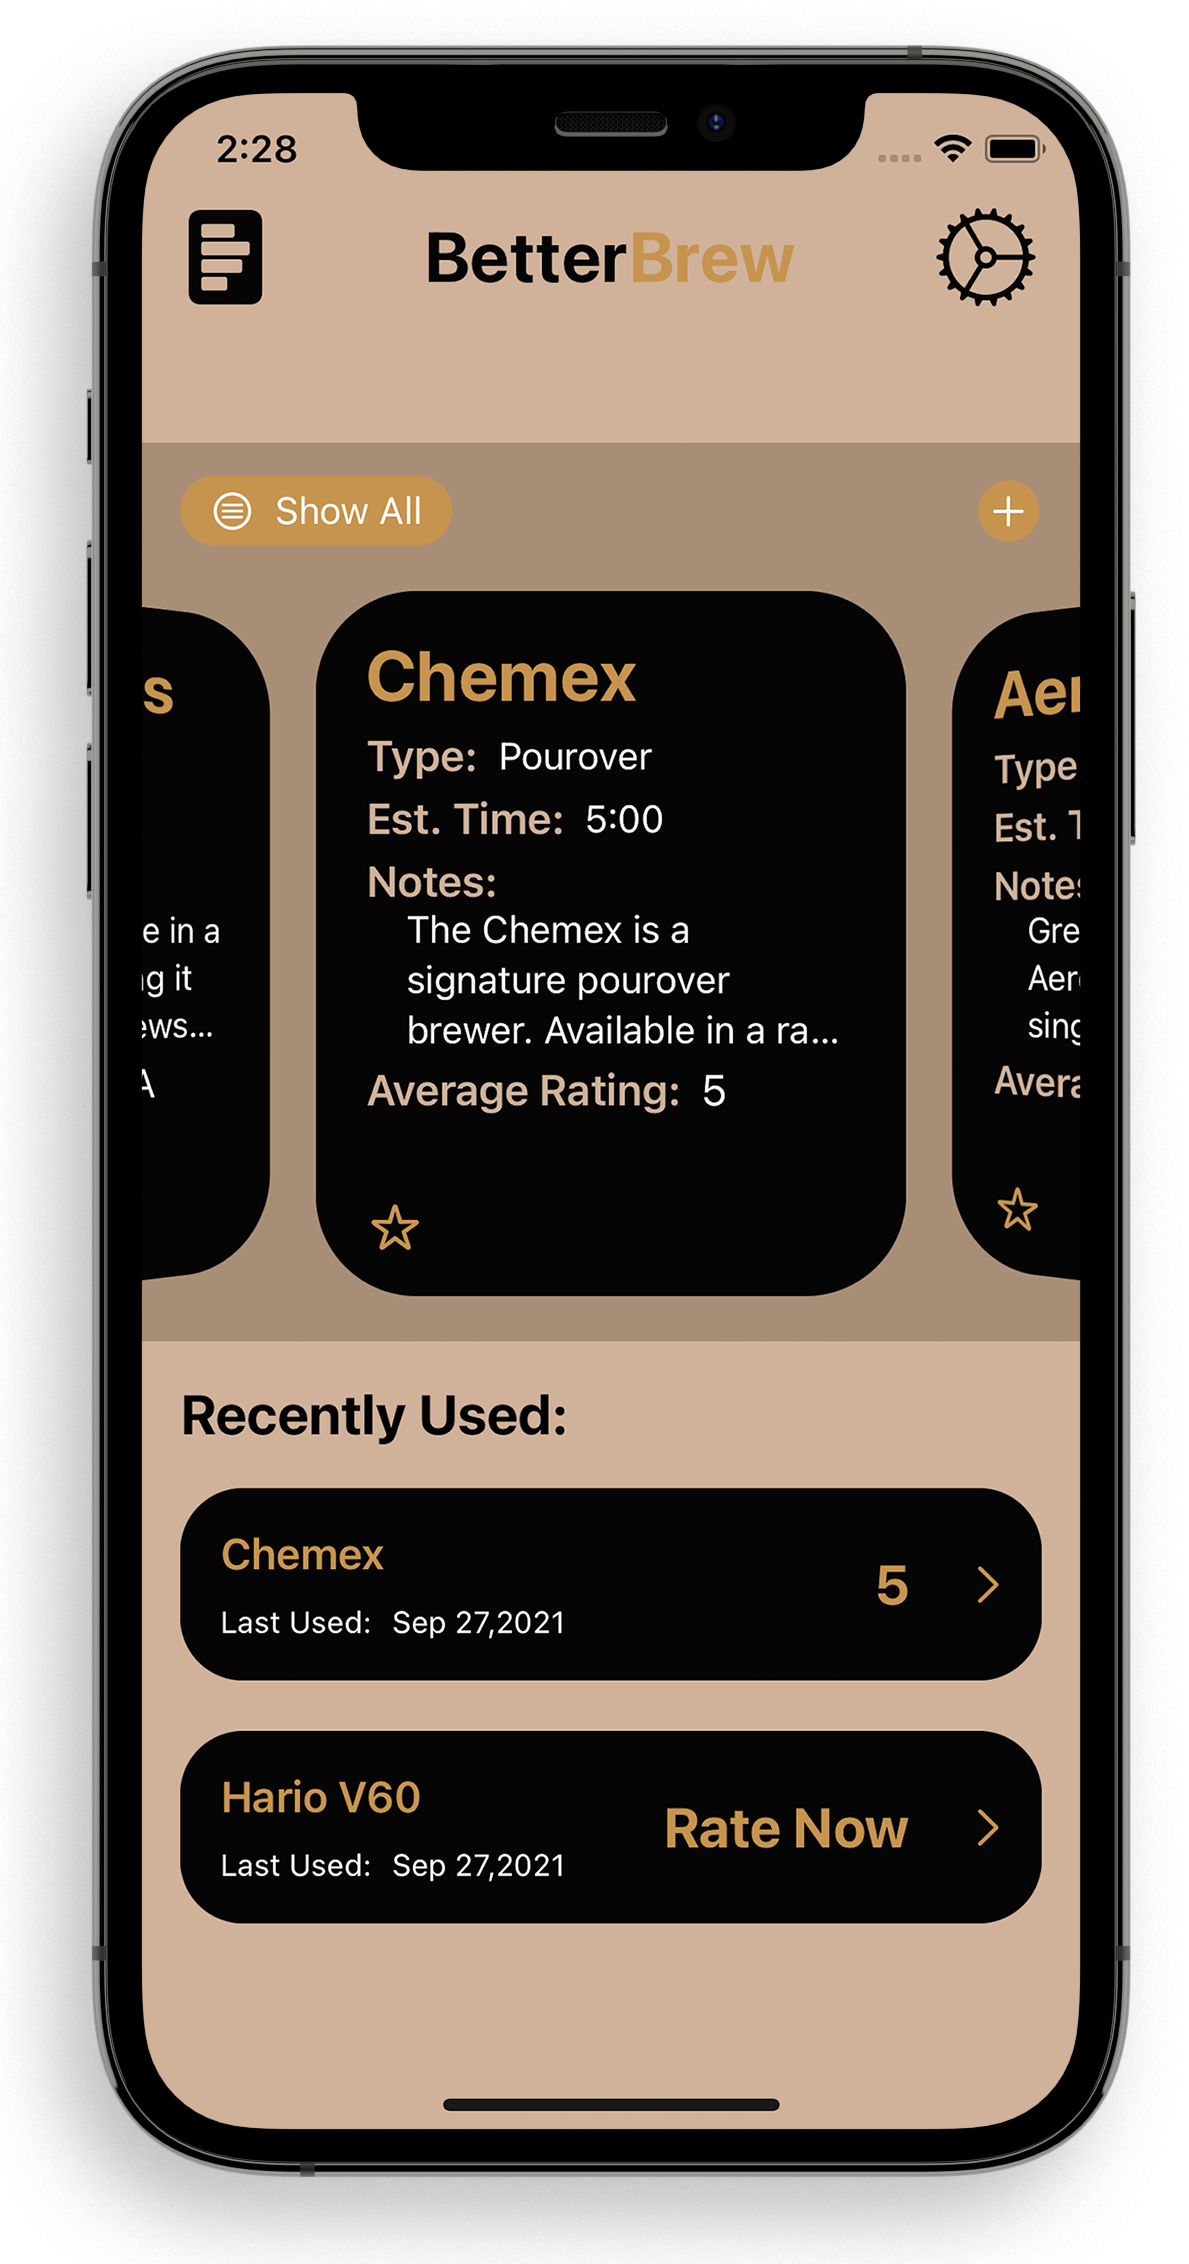 2:28
BetterBrew
Show All
s
e in a
g it
ews...
A
Chemex
Type: Pourover
Est. Time: 5:00
Notes:
The Chemex is a
signature pourover
brewer. Available in a ra...
Average Rating: 5
Aer
Type
Est. T
Notes
Gre
Aero
sing
Avera
Recently Used:
Chemex
Last Used: Sep 27,2021
5
Hario V60
Last Used: Sep 27,2021
Rate Now